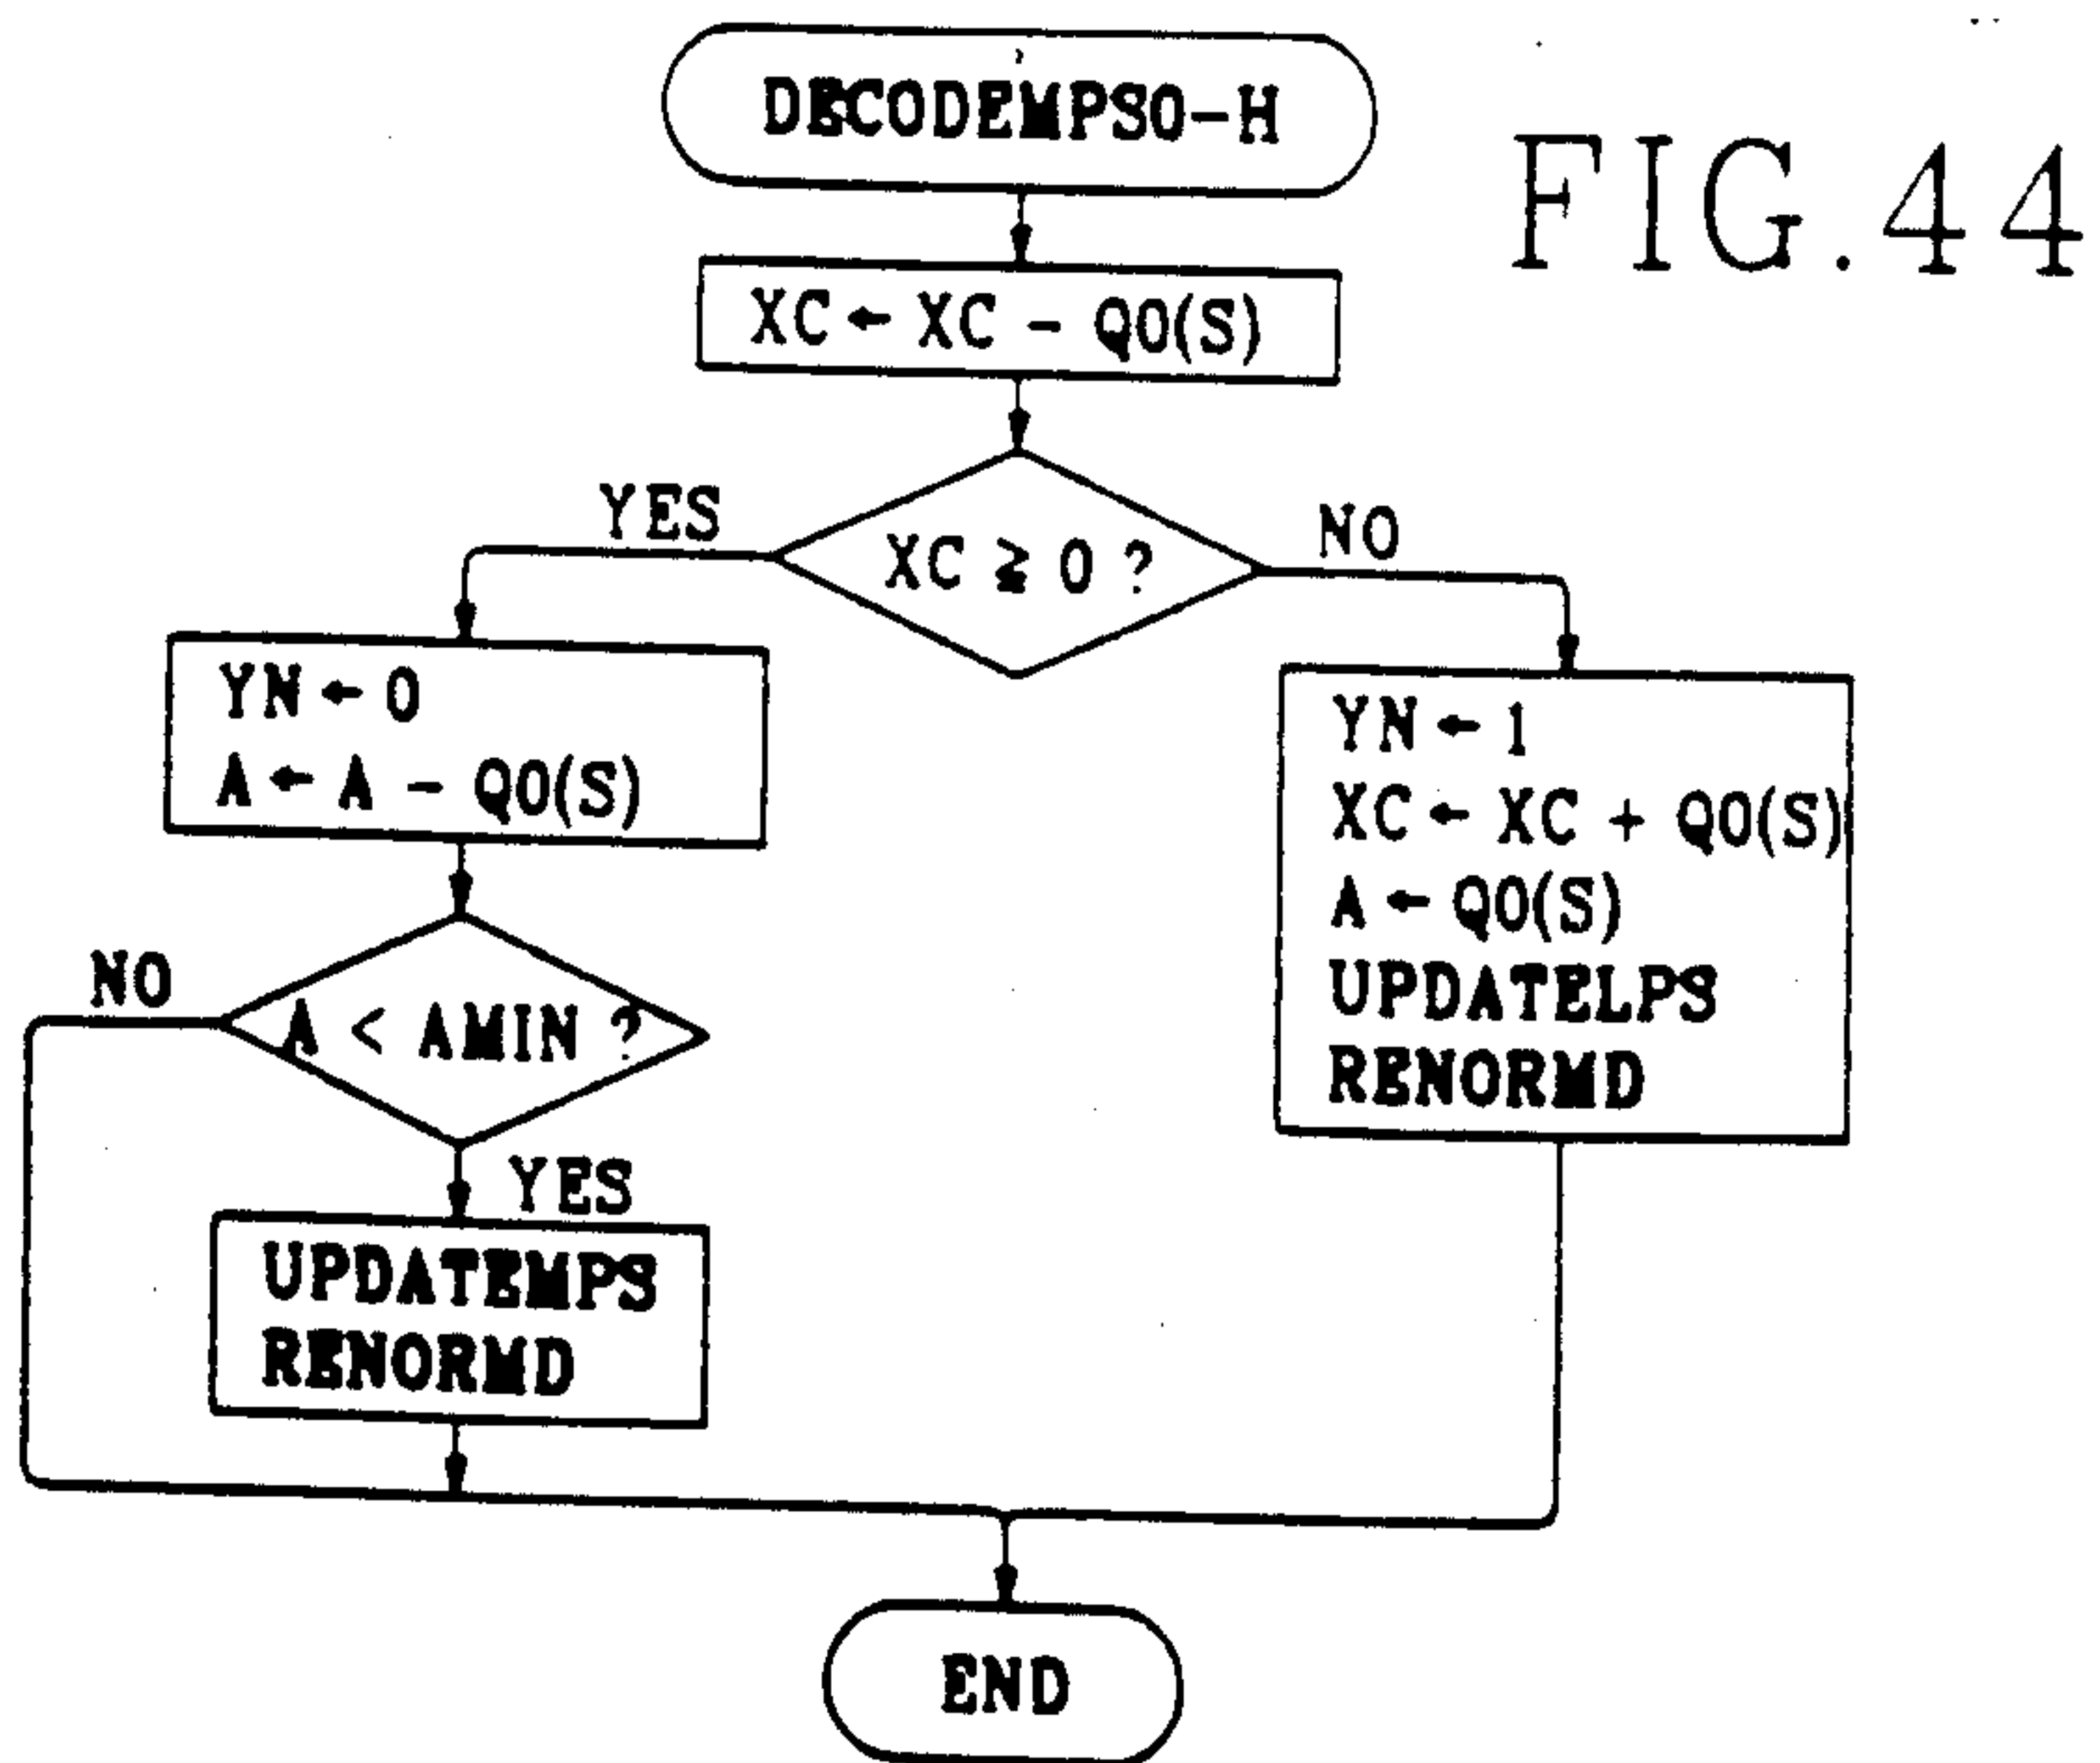 DECODEMPS0-H
FIG.44
XC ← XC - Q0(S)
YES
NO
XC ≧ 0 ?
YN ← 0
A ← A - Q0(S)
YN ← 1
XC ← XC + Q0(S)
A ← Q0(S)
UPDATELPS
RENORMD
NO
A < AMIN ?
YES
UPDATEMPS
RENORMD
END